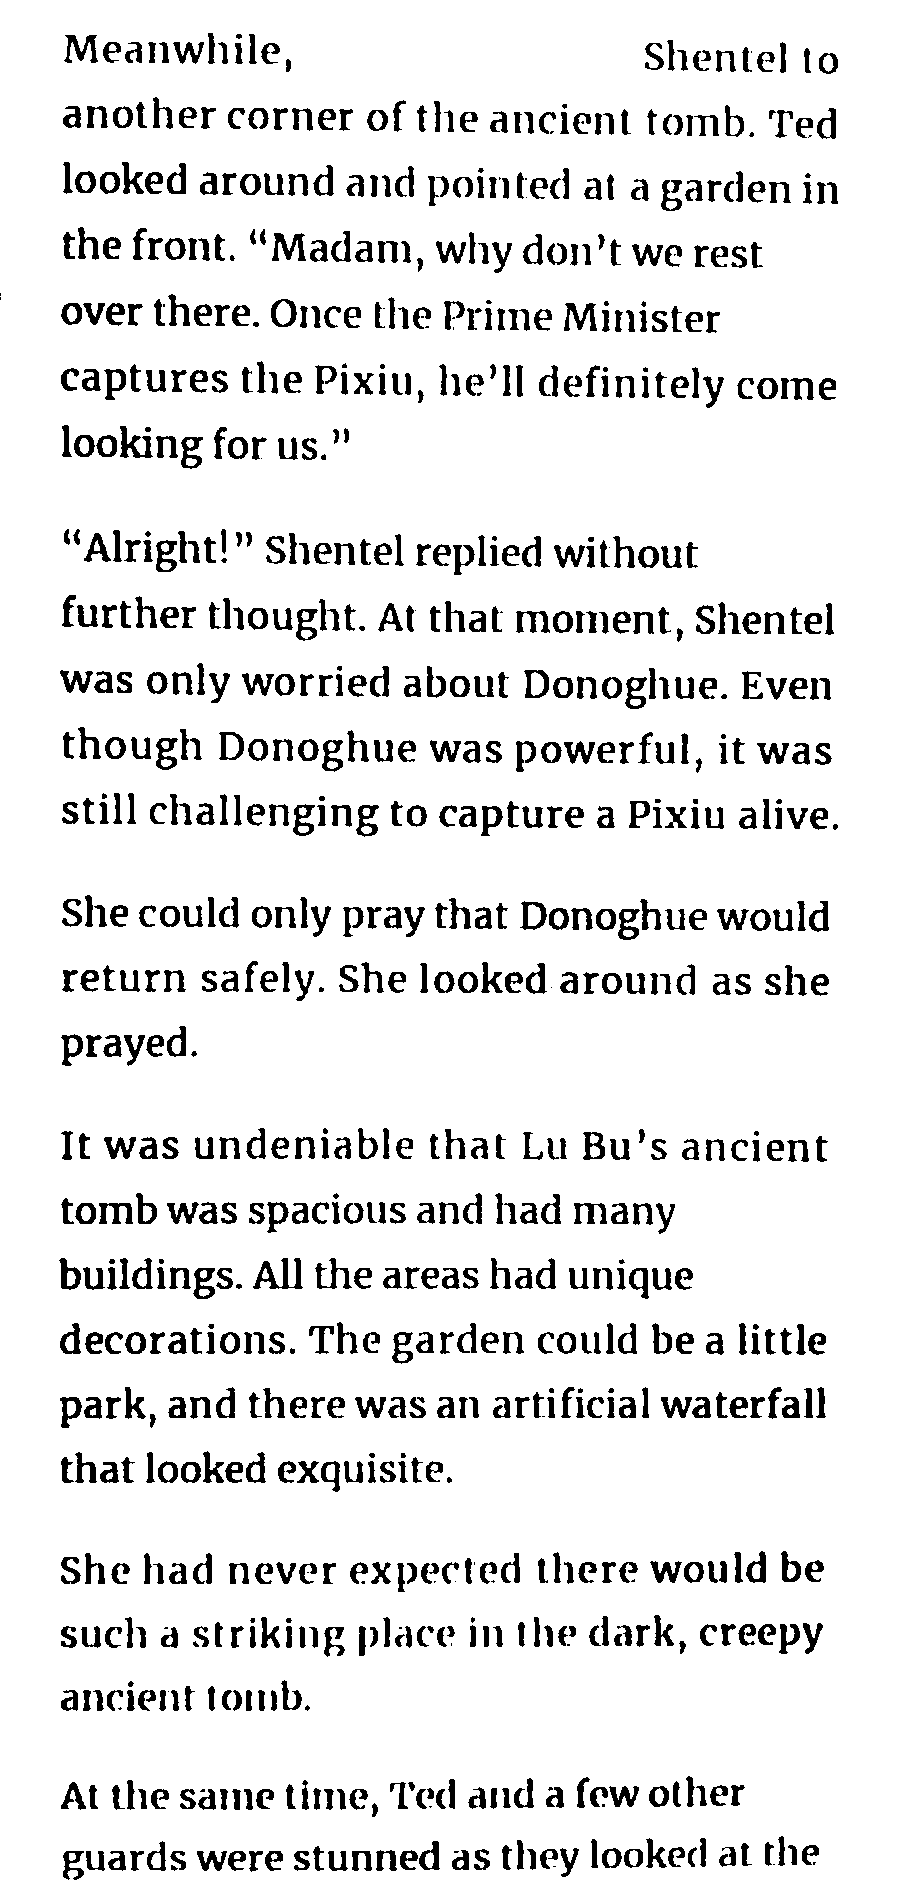 Meanwhile, Shentel to
another corner of the ancient tomb. Ted
looked around and pointed at a garden in
the front. “Madam, why don’t we rest
over there. Once the Prime Minister
captures the Pixiu, he’ll definitely come
looking for us.”
“Alright!” Shentel replied without
further thought. At that moment, Shentel
was only worried about Donoghue. Even
though Donoghue was powerful, it was
still challenging to capture a Pixiu alive.
She could only pray that Donoghue would
return safely. She looked around as she
prayed.
It was undeniable that Lu Bu’s ancient
tomb was spacious and had many
buildings. All the areas had unique
decorations. The garden could be a little
park, and there was an artificial waterfall
that looked exquisite.
She had never expected there would be
such a striking place in the dark, creepy
ancient tomb.
At the same time, Ted and a few other
guards were stunned as they looked at the